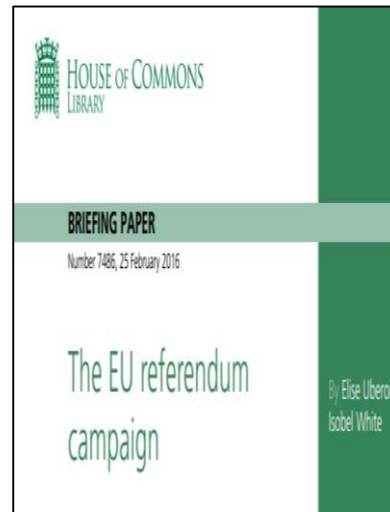 HOUSE OF COMMONS
LIBRARY
BRIEFING PAPER
Number 7486, 25 February 2016
The EU referendum
campaign
By Elise Ubero
Isobel White